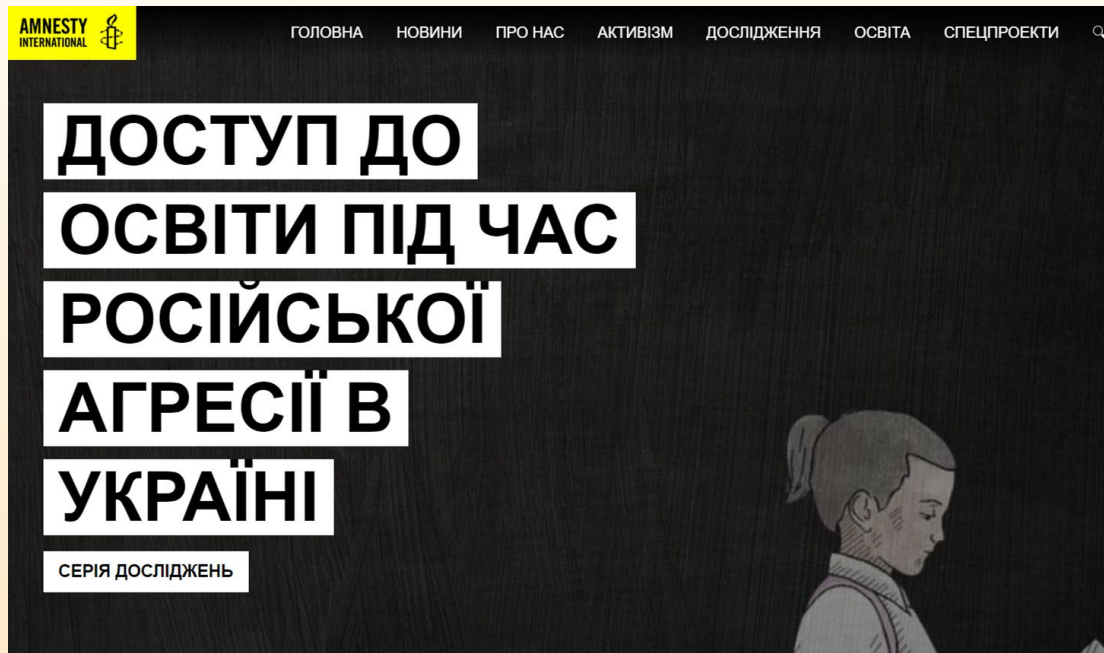 AMNESTY
INTERNATIONAL
ГОЛОВНА НОВИНИ ПРО НАС АКТИВІЗМ ДОСЛІДЖЕННЯ ОСВІТА СПЕЦПРОЕКТИ
ДОСТУП ДО
ОСВІТИ ПІД ЧАС
РОСІЙСЬКОЇ
АГРЕСІЇ В
УКРАЇНІ
СЕРІЯ ДОСЛІДЖЕНЬ